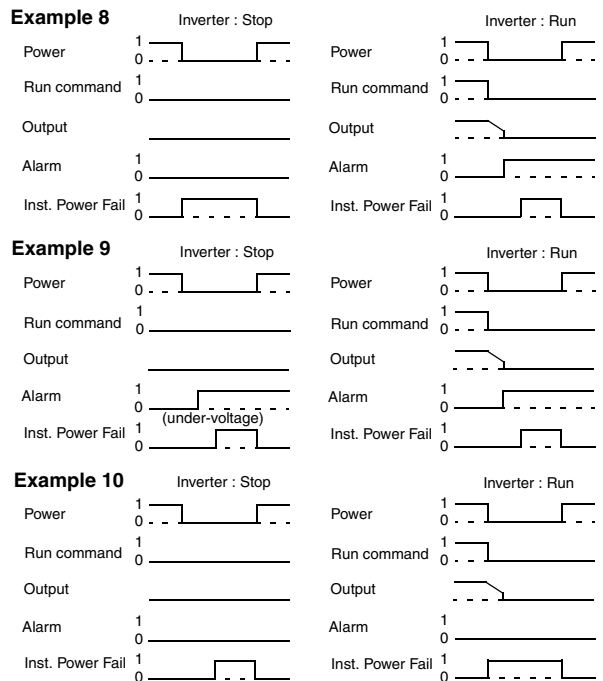 Example 8
Inverter : Stop
Power 1 0
Run command 1 0
Output
Alarm 1 0
Inst. Power Fail 1 0
Inverter : Run
Power 1 0
Run command 1 0
Output
Alarm 1 0
Inst. Power Fail 1 0
Example 9
Inverter : Stop
Power 1 0
Run command 1 0
Output
Alarm 1 0
(under-voltage)
Inst. Power Fail 1 0
Inverter : Run
Power 1 0
Run command 1 0
Output
Alarm 1 0
Inst. Power Fail 1 0
Example 10
Inverter : Stop
Power 1 0
Run command 1 0
Output
Alarm 1 0
Inst. Power Fail 1 0
Inverter : Run
Power 1 0
Run command 1 0
Output
Alarm 1 0
Inst. Power Fail 1 0